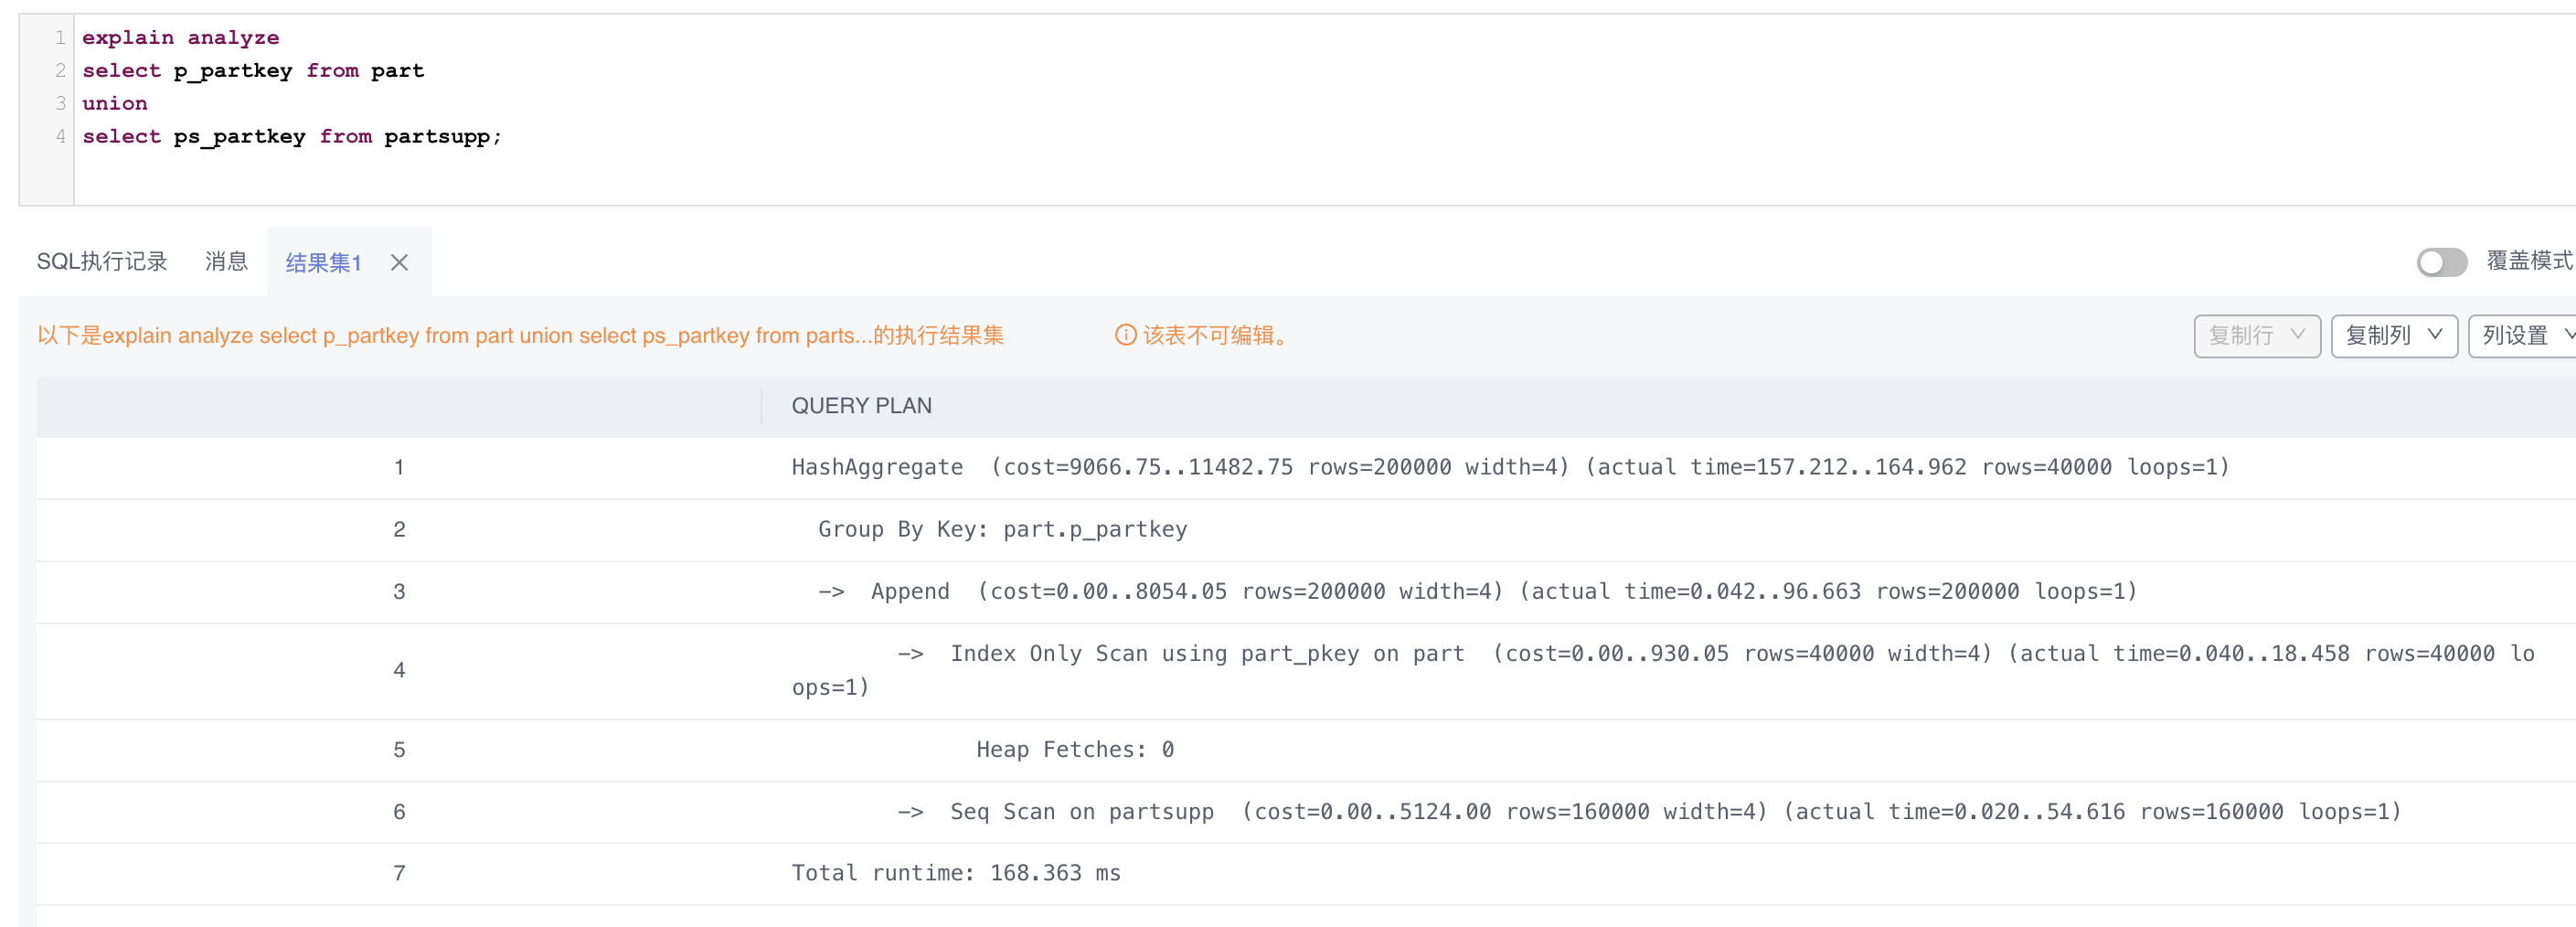 1 explain analyze
2 select p_partkey from part
3 union
4 select ps_partkey from partsupp;
SQL执行记录 消息 结果集1 覆盖模式
以下是explain analyze select p_partkey from part union select ps_partkey from parts...的执行结果集 该表不可编辑。 复制行 复制列 列设置
QUERY PLAN
1 HashAggregate (cost=9066.75..11482.75 rows=200000 width=4) (actual time=157.212..164.962 rows=40000 loops=1)
2 Group By Key: part.p_partkey
3 -> Append (cost=0.00..8054.05 rows=200000 width=4) (actual time=0.042..96.663 rows=200000 loops=1)
4 -> Index Only Scan using part_pkey on part (cost=0.00..930.05 rows=40000 width=4) (actual time=0.040..18.458 rows=40000 lo
ops=1)
5 Heap Fetches: 0
6 -> Seq Scan on partsupp (cost=0.00..5124.00 rows=160000 width=4) (actual time=0.020..54.616 rows=160000 loops=1)
7 Total runtime: 168.363 ms